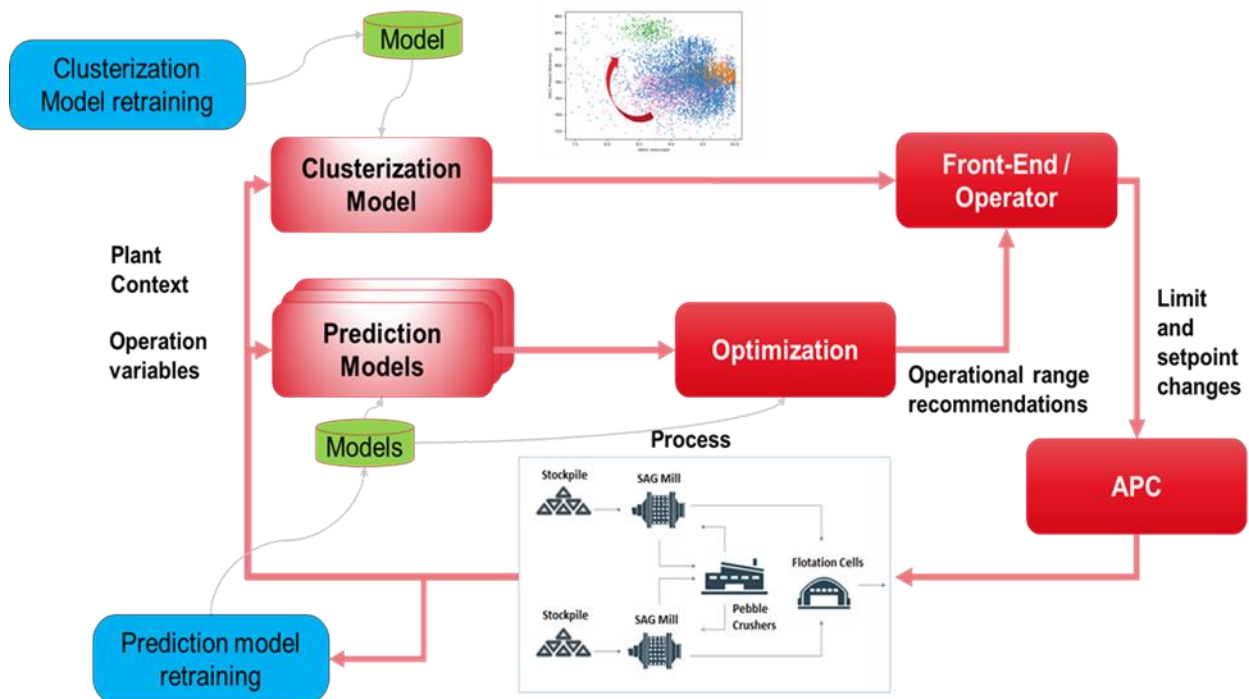 Model
Clusterization
Model retraining
Clusterization
Model
Front-End /
Operator
Plant
Context
Operation
variables
Prediction
Models
Optimization
Operational range
recommendations
Limit
and
setpoint
changes
Models
Process
APC
Stockpile
SAG Mill
Flotation Cells
Pebble
Crushers
Stockpile
SAG Mill
Prediction model
retraining